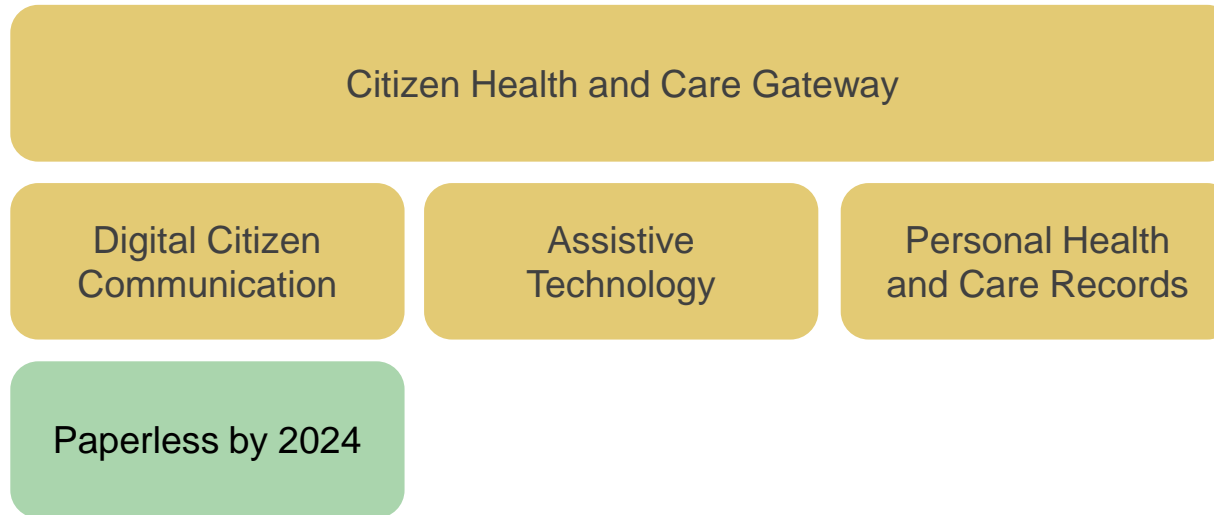 Citizen Health and Care Gateway
Digital Citizen
Communication
Assistive
Technology
Personal Health
and Care Records
Paperless by 2024